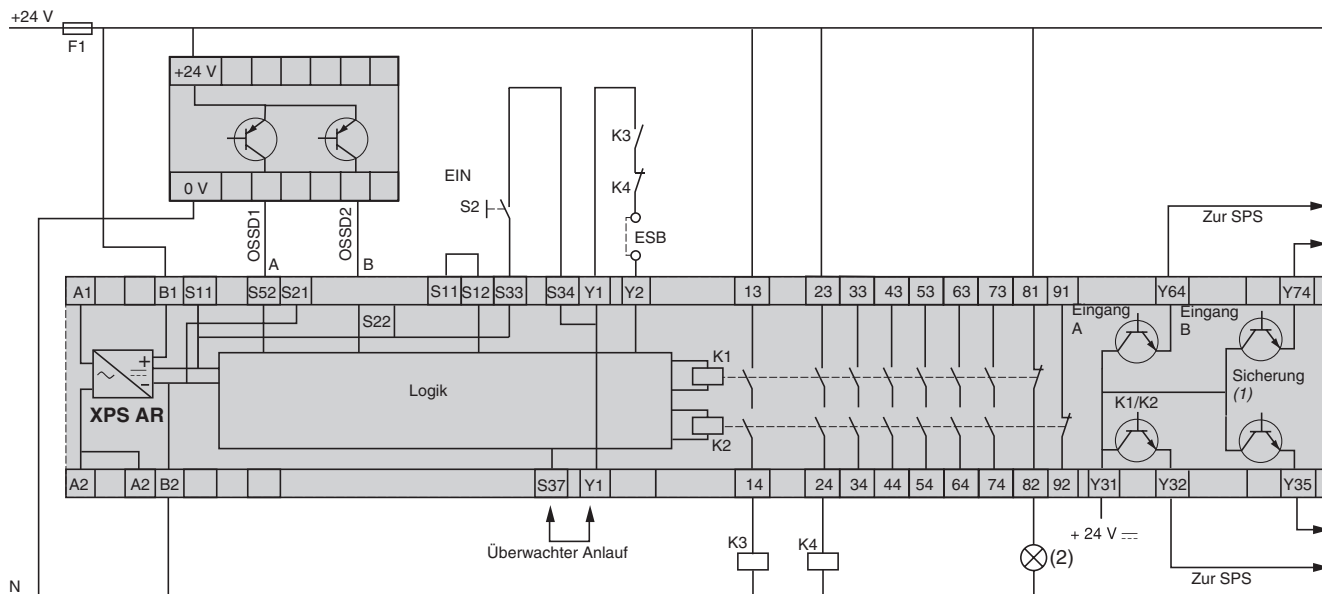 +24 V
F1
+24 V
0 V
OSSD1
OSSD2
A
B
EIN
S2
K3
K4
ESB
Zur SPS
A1
B1
S11
S52
S21
S11
S12
S33
S34
Y1
Y2
13
23
33
43
53
63
73
81
91
Y64
Y74
S22
Eingang
A
Eingang
B
Logik
K1
K2
XPS AR
K1/K2
Sicherung
(1)
A2
A2
B2
S37
Y1
14
24
34
44
54
64
74
82
92
Y31
Y32
Y35
Überwachter Anlauf
K3
K4
(2)
+ 24 V
Zur SPS
N